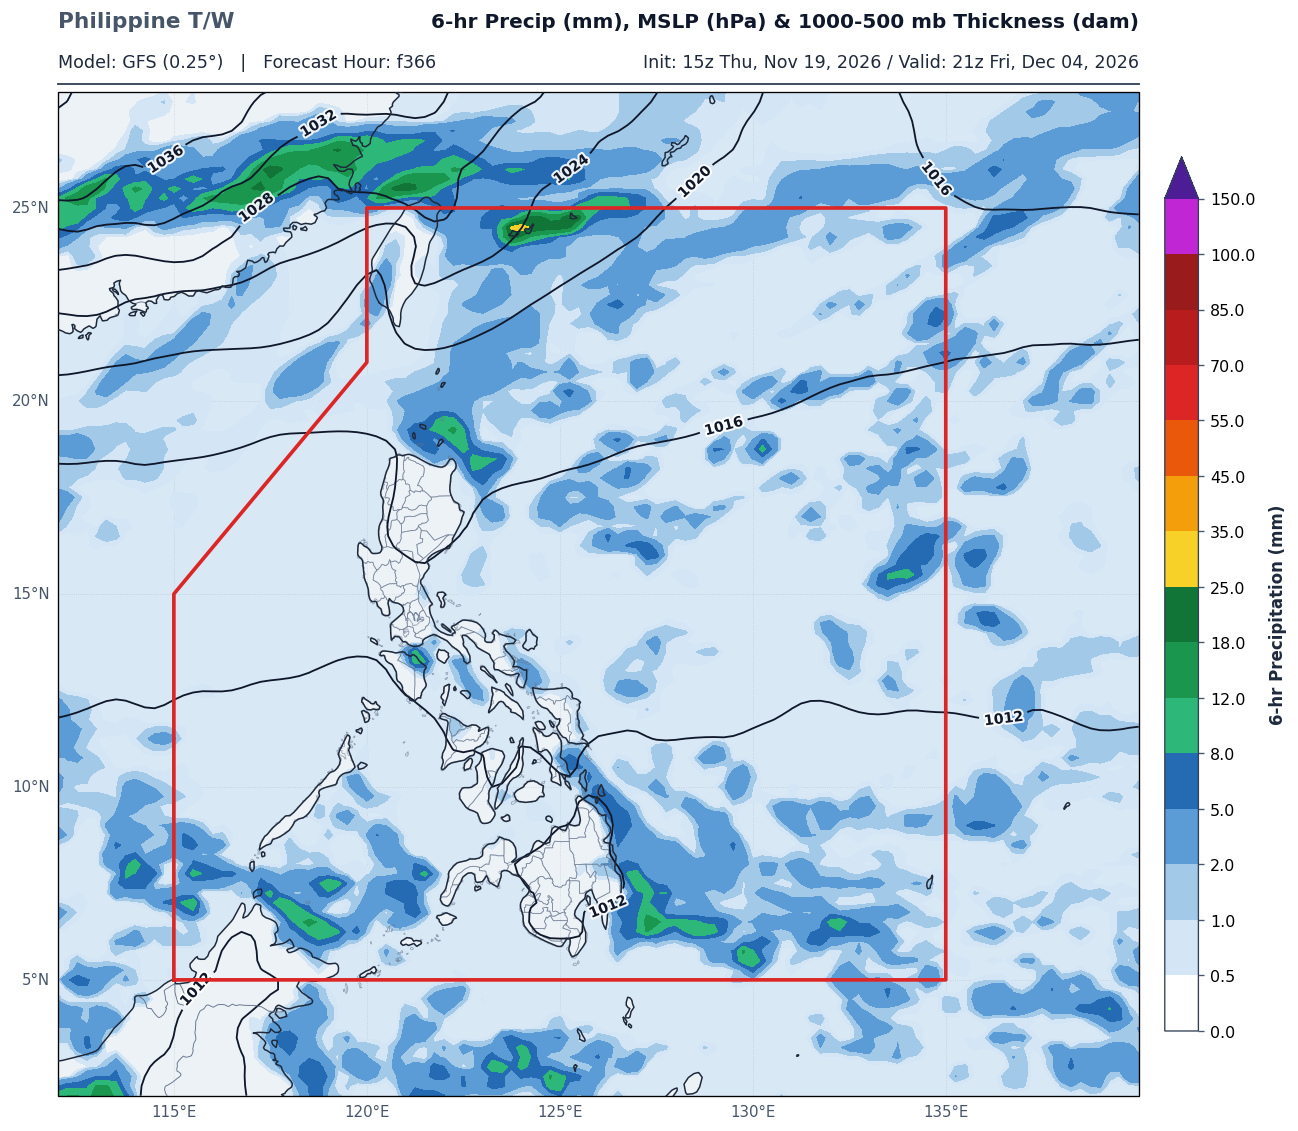 Philippine T/W
6-hr Precip (mm), MSLP (hPa) & 1000-500 mb Thickness (dam)
Model: GFS (0.25°) | Forecast Hour: f366
Init: 15z Thu, Nov 19, 2026 / Valid: 21z Fri, Dec 04, 2026
1032
1036
1024
1028
1020
1016
1016
1012
1012
1012
25°N
20°N
15°N
10°N
5°N
115°E
120°E
125°E
130°E
135°E
150.0
100.0
85.0
70.0
55.0
45.0
35.0
25.0
18.0
12.0
8.0
5.0
2.0
1.0
0.5
0.0
6-hr Precipitation (mm)